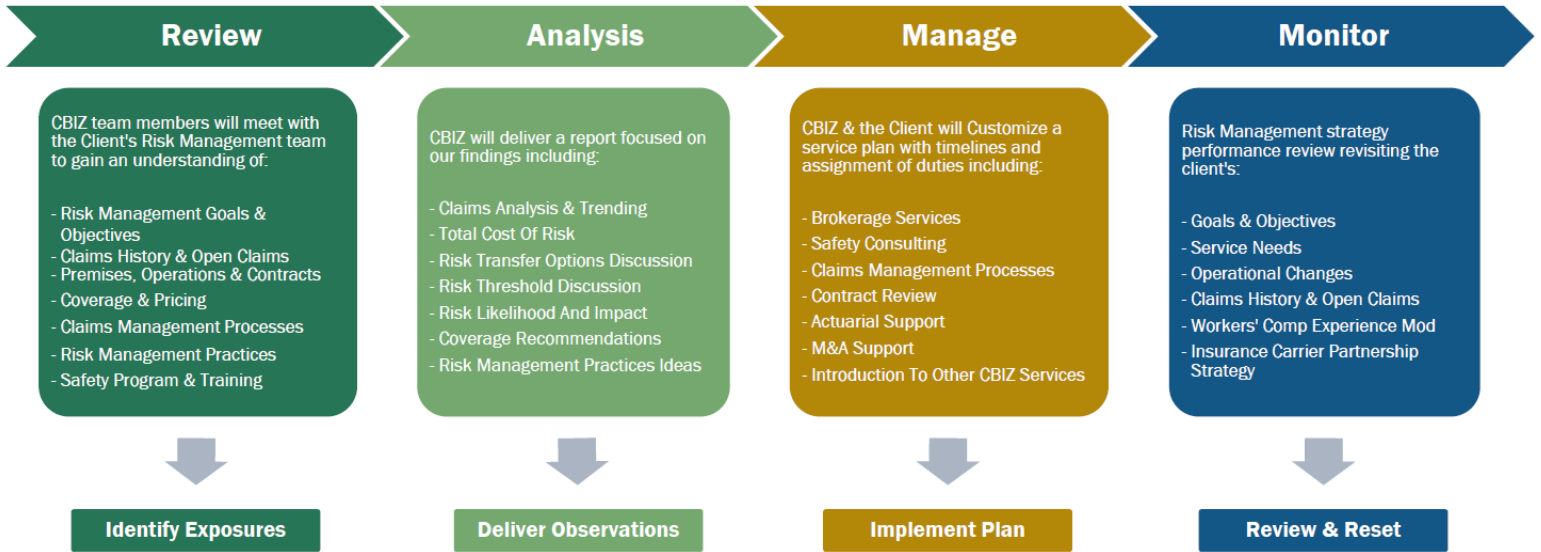 Review
Analysis
Manage
Monitor
CBIZ team members will meet with
the Client's Risk Management team
to gain an understanding of:
- Risk Management Goals &
Objectives
- Claims History & Open Claims
- Premises, Operations & Contracts
- Coverage & Pricing
- Claims Management Processes
- Risk Management Practices
- Safety Program & Training
CBIZ will deliver a report focused on
our findings including:
- Claims Analysis & Trending
- Total Cost Of Risk
- Risk Transfer Options Discussion
- Risk Threshold Discussion
- Risk Likelihood And Impact
- Coverage Recommendations
- Risk Management Practices Ideas
CBIZ & the Client will Customize a
service plan with timelines and
assignment of duties including:
- Brokerage Services
- Safety Consulting
- Claims Management Processes
- Contract Review
- Actuarial Support
- M&A Support
- Introduction To Other CBIZ Services
Risk Management strategy
performance review revisiting the
client's:
- Goals & Objectives
- Service Needs
- Operational Changes
- Claims History & Open Claims
- Workers' Comp Experience Mod
- Insurance Carrier Partnership
Strategy
Identify Exposures
Deliver Observations
Implement Plan
Review & Reset